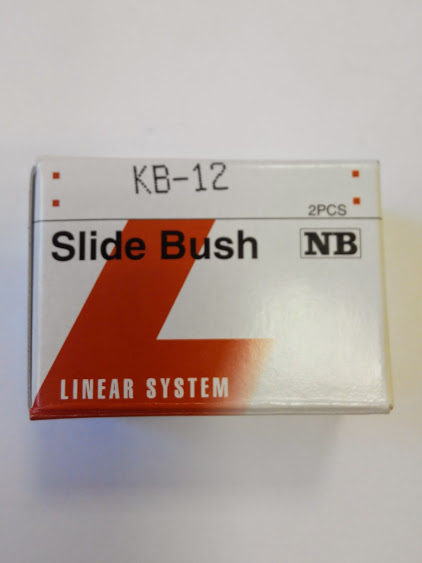 KB-12
2PCS
Slide Bush NB
LINEAR SYSTEM